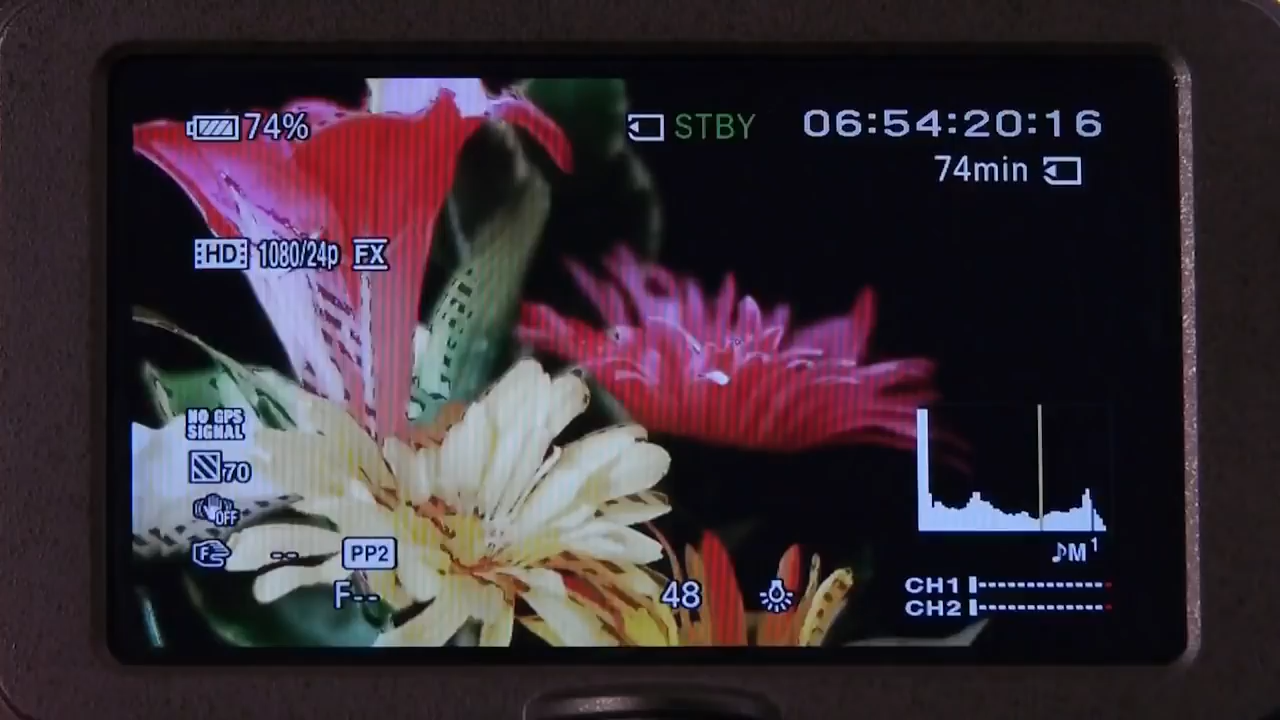 74%
STBY
06:54:20:16
74min
HD 1080/24p FX
NO GPS
SIGNAL
70
OFF
F -- PP2
F-- 48
♪M 1
CH1
CH2